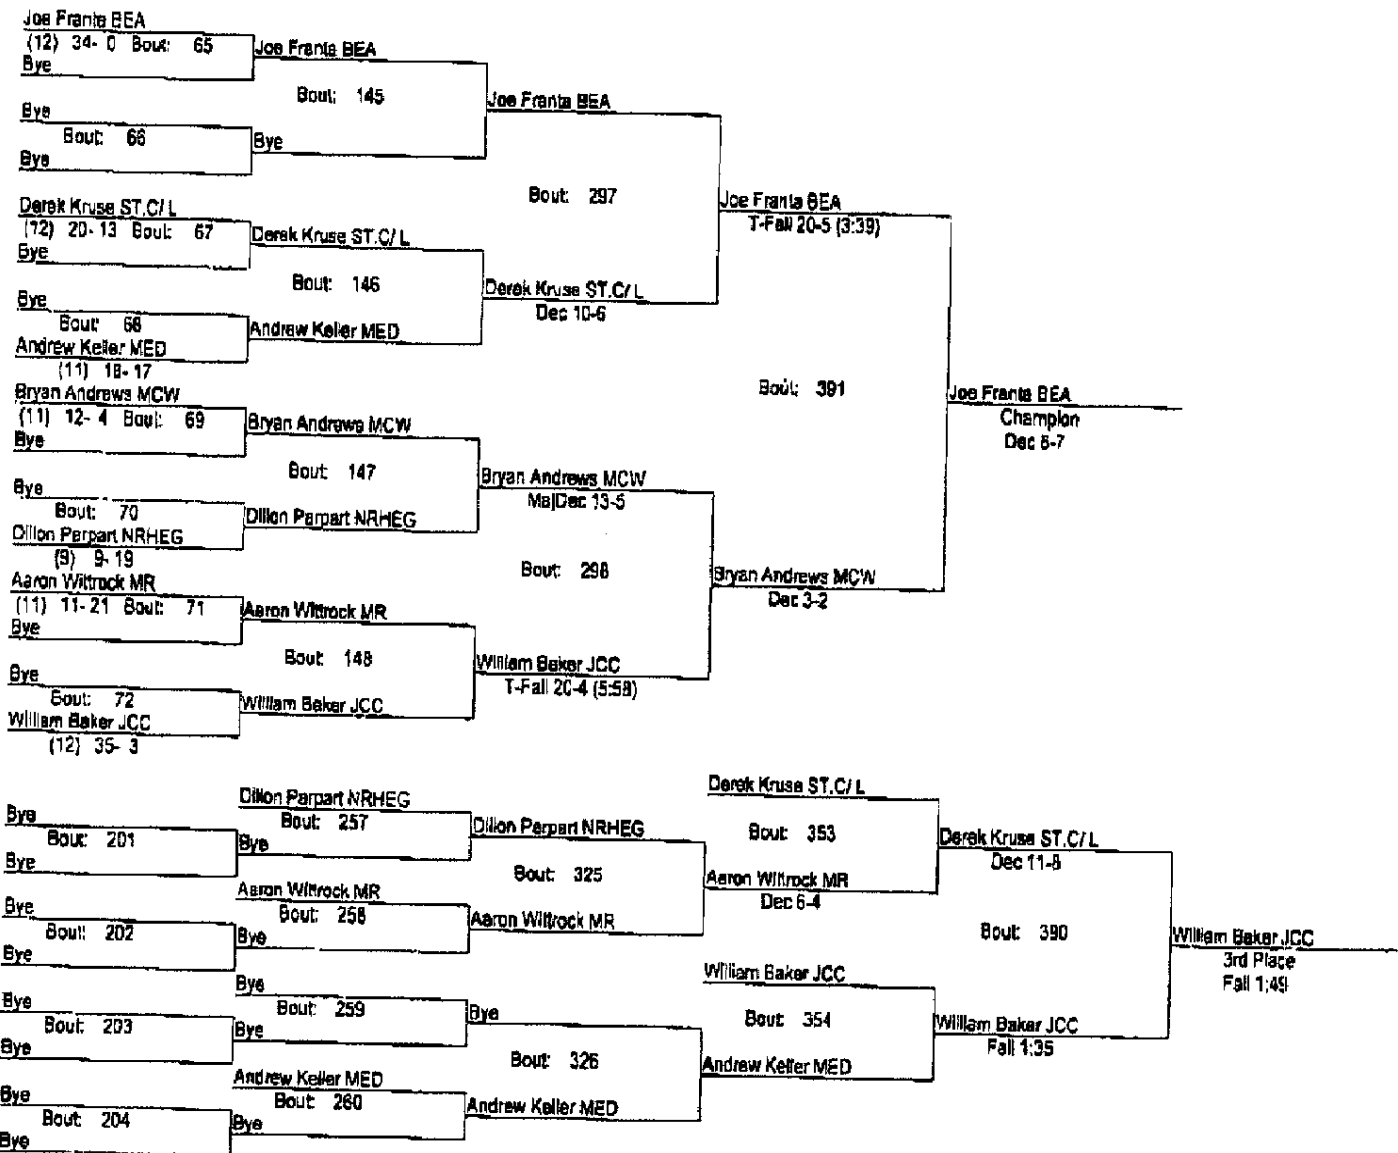 Joe Franta BEA
(12) 34- 0 Bout: 65
Bye
Joe Franta BEA
Bout: 145
Bye
Bout: 66
Bye
Bye
Joe Franta BEA
Bout: 297
Derek Kruse ST.C/ L
(12) 20- 13 Bout: 67
Bye
Derek Kruse ST.C/ L
Bout: 146
Bye
Bout: 68
Andrew Keller MED
(11) 18- 17
Andrew Keller MED
Derek Kruse ST.C/ L
Dec 10-6
Joe Franta BEA
T-Fall 20-5 (3:39)
Bout: 391
Bryan Andrews MCW
(11) 12- 4 Bout: 69
Bye
Bryan Andrews MCW
Bout: 147
Bye
Bout: 70
Dillon Parpart NRHEG
(9) 9- 19
Dillon Parpart NRHEG
Bryan Andrews MCW
MajDec 13-5
Bout: 298
Aaron Wittrock MR
(11) 11- 21 Bout: 71
Bye
Aaron Wittrock MR
Bout: 148
Bye
Bout: 72
William Baker JCC
(12) 35- 3
William Baker JCC
William Baker JCC
T-Fall 20-4 (5:58)
Bryan Andrews MCW
Dec 3-2
Joe Franta BEA
Champion
Dec 8-7
Bye
Bout: 201
Bye
Dillon Parpart NRHEG
Bout: 257
Bye
Dillon Parpart NRHEG
Bout: 325
Bye
Bout: 202
Bye
Aaron Wittrock MR
Bout: 258
Bye
Aaron Wittrock MR
Derek Kruse ST.C/ L
Bout: 353
Aaron Wittrock MR
Dec 6-4
Derek Kruse ST.C/ L
Dec 11-8
Bout: 390
Bye
Bout: 203
Bye
Bye
Bout: 259
Bye
Bye
Bout: 326
Bye
Bout: 204
Bye
Andrew Keller MED
Bout: 260
Bye
Andrew Keller MED
William Baker JCC
Bout: 354
Andrew Keller MED
William Baker JCC
Fall 1:35
William Baker JCC
3rd Place
Fall 1:49